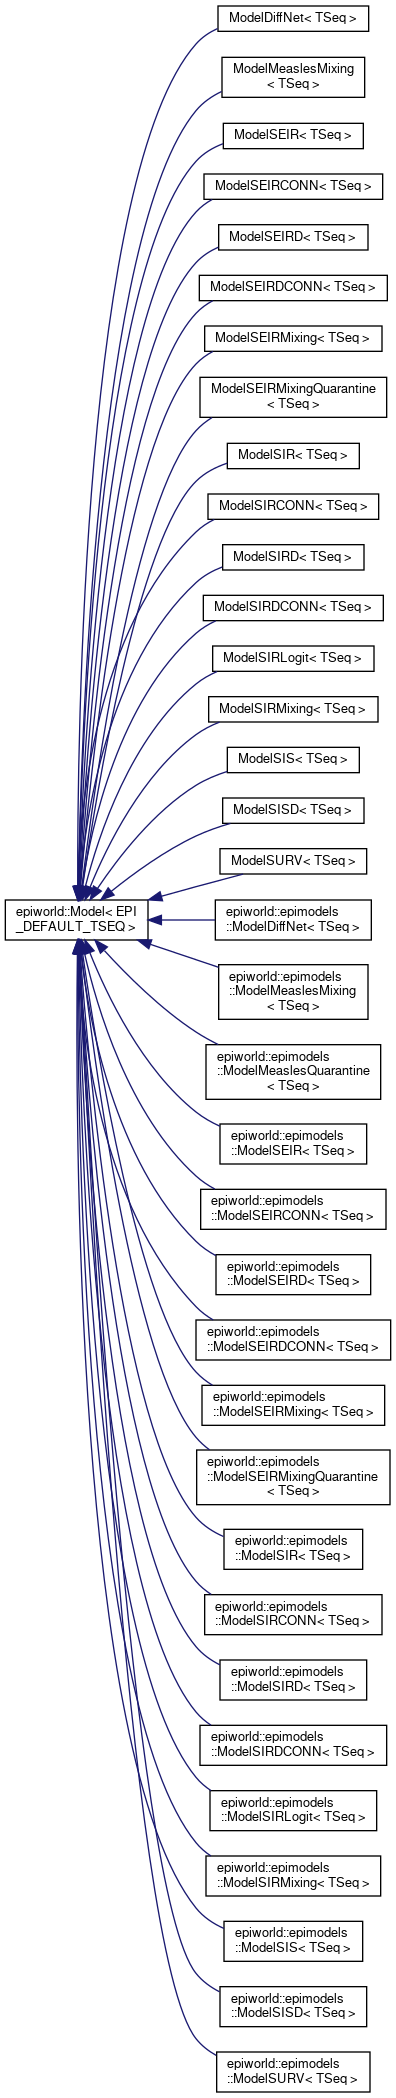 ModelDiffNet< TSeq >
ModelMeaslesMixing
< TSeq >
ModelSEIR< TSeq >
ModelSEIRCONN< TSeq >
ModelSEIRD< TSeq >
ModelSEIRDCONN< TSeq >
ModelSEIRMixing< TSeq >
ModelSEIRMixingQuarantine
< TSeq >
ModelSIR< TSeq >
ModelSIRCONN< TSeq >
ModelSIRD< TSeq >
ModelSIRDCONN< TSeq >
ModelSIRLogit< TSeq >
ModelSIRMixing< TSeq >
ModelSIS< TSeq >
ModelSISD< TSeq >
ModelSURV< TSeq >
epiworld::Model< EPI
_DEFAULT_TSEQ >
epiworld::epimodels
::ModelDiffNet< TSeq >
epiworld::epimodels
::ModelMeaslesMixing
< TSeq >
epiworld::epimodels
::ModelMeaslesQuarantine
< TSeq >
epiworld::epimodels
::ModelSEIR< TSeq >
epiworld::epimodels
::ModelSEIRCONN< TSeq >
epiworld::epimodels
::ModelSEIRD< TSeq >
epiworld::epimodels
::ModelSEIRDCONN< TSeq >
epiworld::epimodels
::ModelSEIRMixing< TSeq >
epiworld::epimodels
::ModelSEIRMixingQuarantine
< TSeq >
epiworld::epimodels
::ModelSIR< TSeq >
epiworld::epimodels
::ModelSIRCONN< TSeq >
epiworld::epimodels
::ModelSIRD< TSeq >
epiworld::epimodels
::ModelSIRDCONN< TSeq >
epiworld::epimodels
::ModelSIRLogit< TSeq >
epiworld::epimodels
::ModelSIRMixing< TSeq >
epiworld::epimodels
::ModelSIS< TSeq >
epiworld::epimodels
::ModelSISD< TSeq >
epiworld::epimodels
::ModelSURV< TSeq >